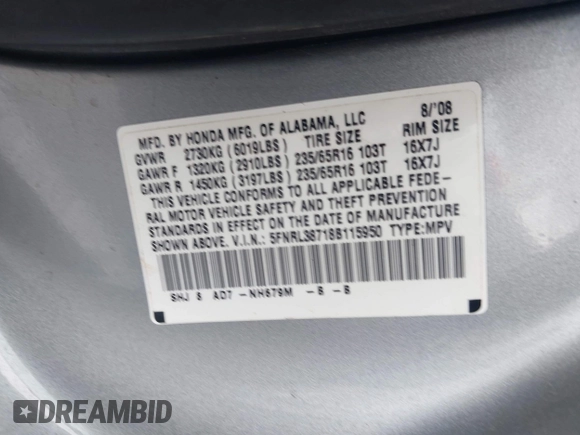 MFD. BY HONDA MFG. OF ALABAMA, LLC 8/'08
GVWR 2730KG (6019LBS) TIRE SIZE RIM SIZE
GAWR F 1320KG (2910LBS) 235/65R16 103T 16X7J
GAWR R 1450KG (3197LBS) 235/65R16 103T 16X7J
THIS VEHICLE CONFORMS TO ALL APPLICABLE FEDE-
RAL MOTOR VEHICLE SAFETY AND THEFT PREVENTION
STANDARDS IN EFFECT ON THE DATE OF MANUFACTURE
SHOWN ABOVE. V.I.N.: 5FNRL38718B115950 TYPE:MPV
SHJ 8 AD7 -NH679M -B -B
DREAMBID